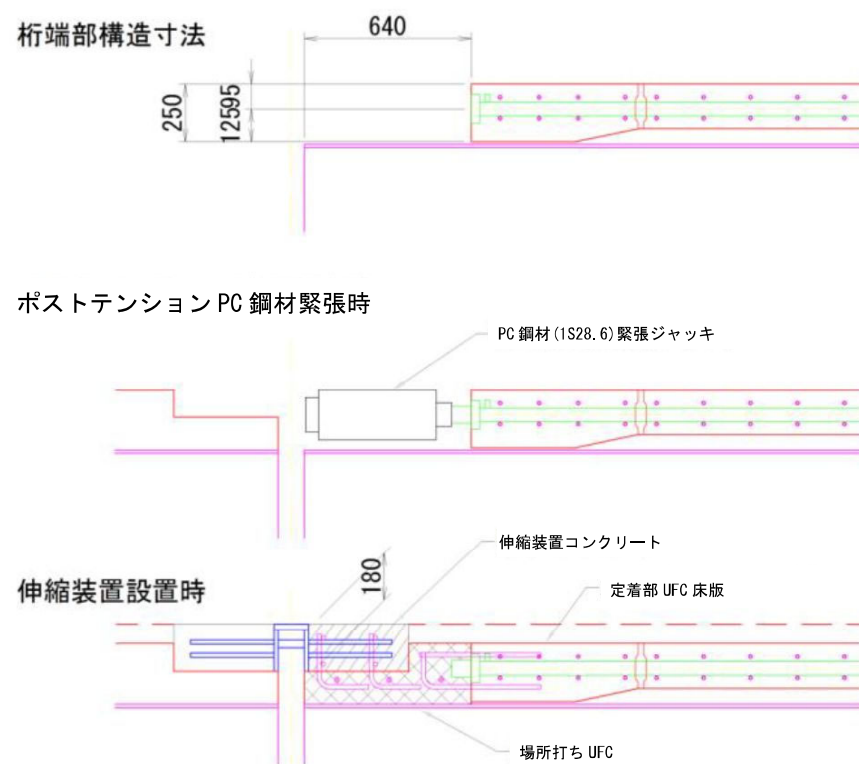 桁端部構造寸法
640
250
12595
ポストテンションPC鋼材緊張時
PC鋼材(1S28.6)緊張ジャッキ
伸縮装置コンクリート
180
伸縮装置設置時
定着部UFC床版
場所打ちUFC